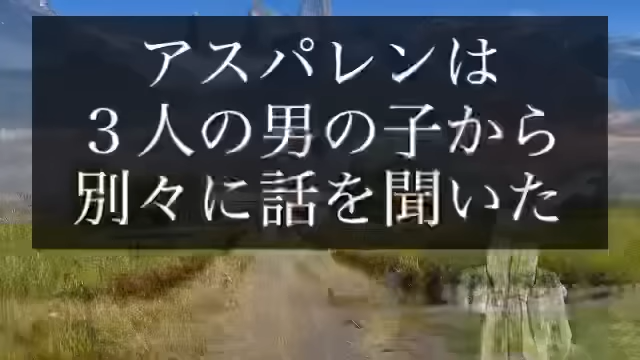 アスパレンは
３人の男の子から
別々に話を聞いた